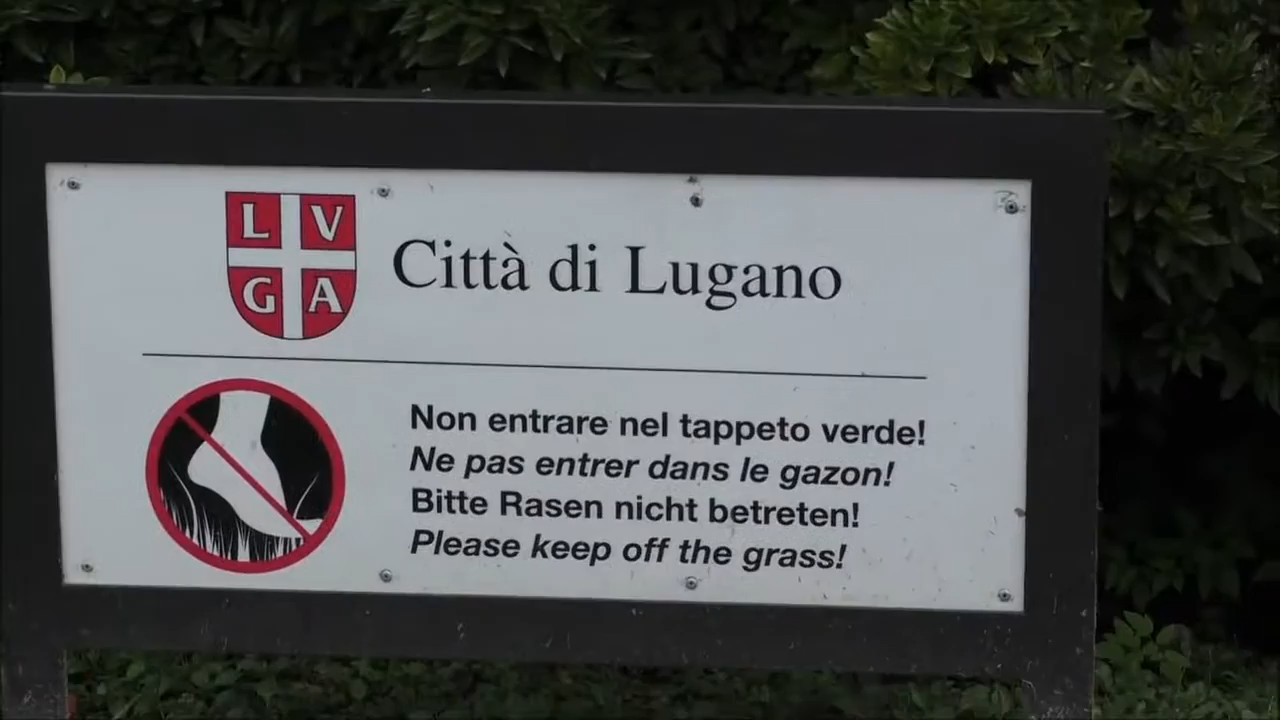 L V
G A
Città di Lugano
Non entrare nel tappeto verde!
Ne pas entrer dans le gazon!
Bitte Rasen nicht betreten!
Please keep off the grass!